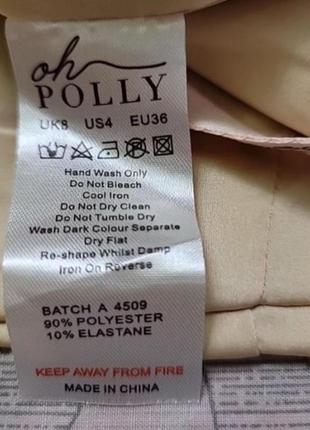 oh
POLLY
UK8 US4 EU36
Hand Wash Only
Do Not Bleach
Cool Iron
Do Not Dry Clean
Do Not Tumble Dry
Wash Dark Colour Separate
Dry Flat
Re-shape Whilst Damp
Iron On Reverse
BATCH A 4509
90% POLYESTER
10% ELASTANE
KEEP AWAY FROM FIRE
MADE IN CHINA